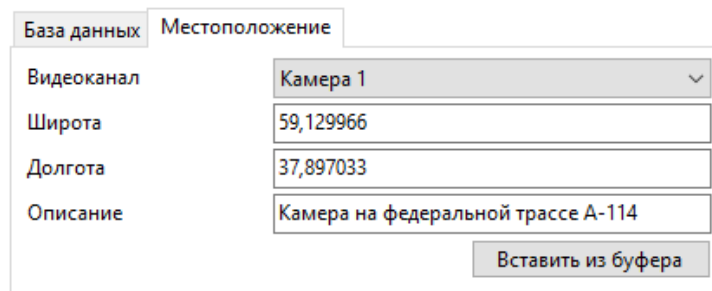 База данных Местоположение
Видеоканал Камера 1
Широта 59,129966
Долгота 37,897033
Описание Камера на федеральной трассе А-114
Вставить из буфера